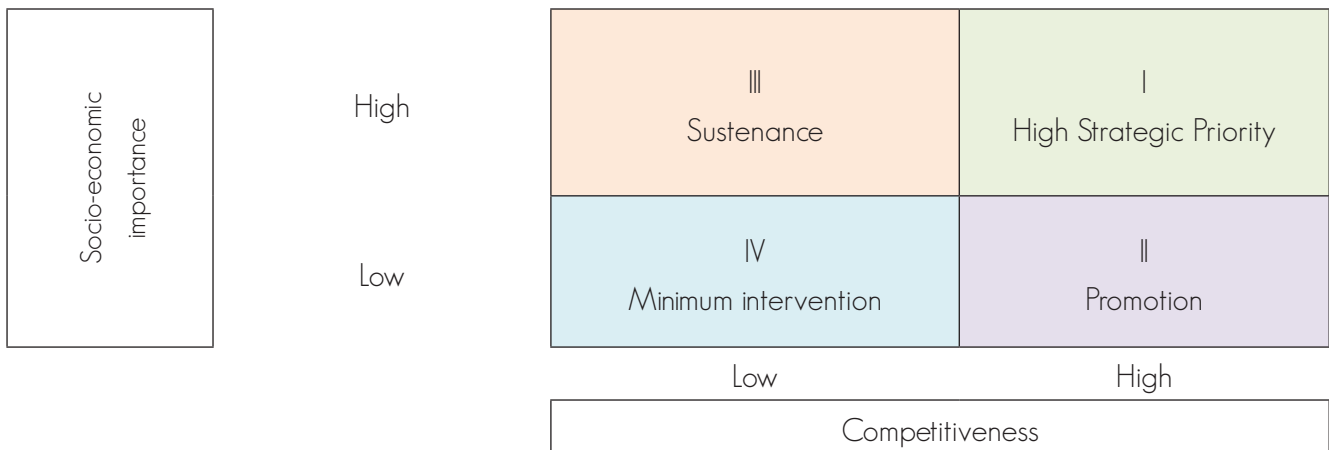 Socio-economic
importance
High
III
Sustenance
I
High Strategic Priority
Low
IV
Minimum intervention
II
Promotion
Low
High
Competitiveness